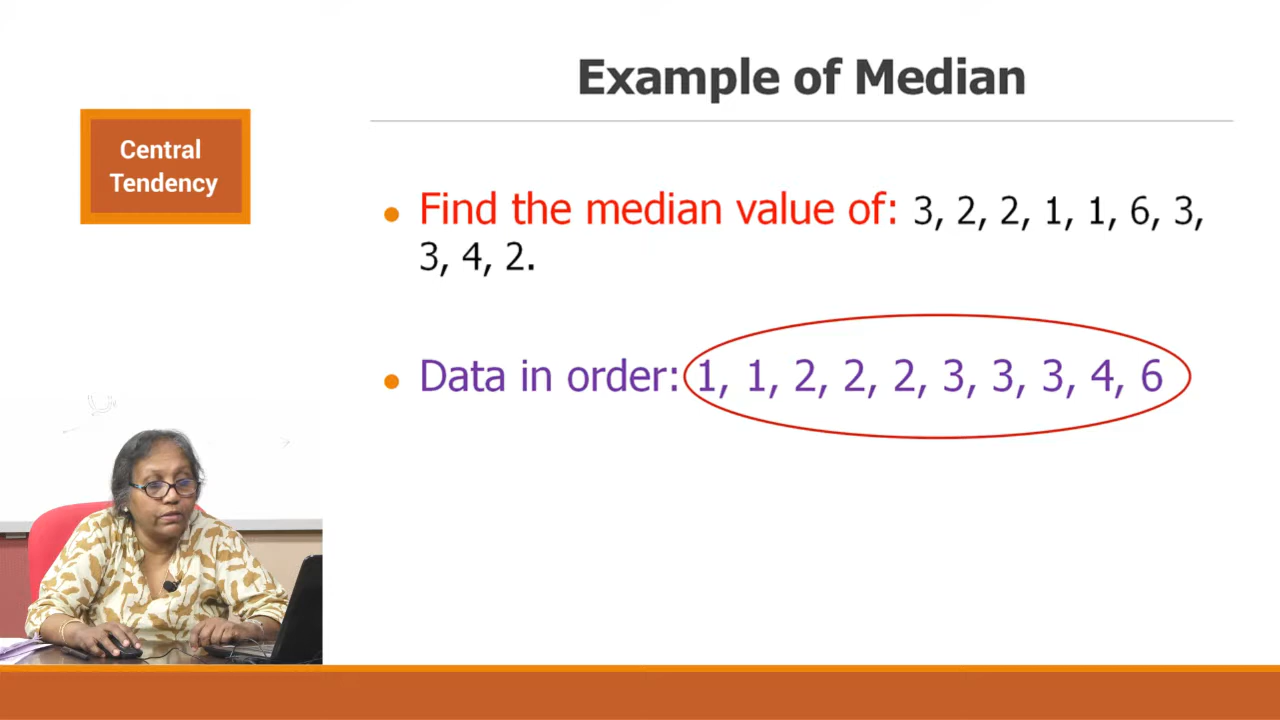 Example of Median
Central
Tendency
Find the median value of: 3, 2, 2, 1, 1, 6, 3,
3, 4, 2.
Data in order: 1, 1, 2, 2, 2, 3, 3, 3, 4, 6